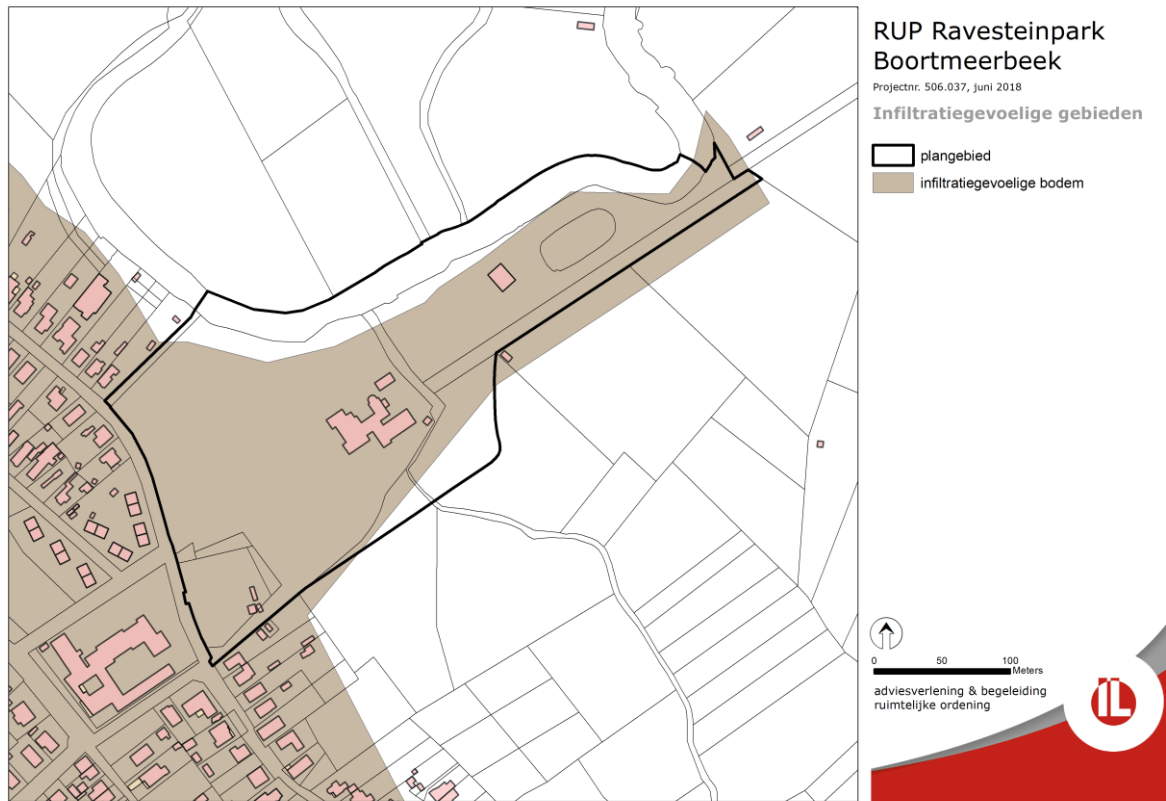 RUP Ravesteinpark
Boortmeerbeek
Projectnr. 506.037, juni 2018
Infiltratiegevoelige gebieden
plangebied
infiltratiegevoelige bodem
0 50 100
Meters
adviesverlening & begeleiding
ruimtelijke ordening
IL